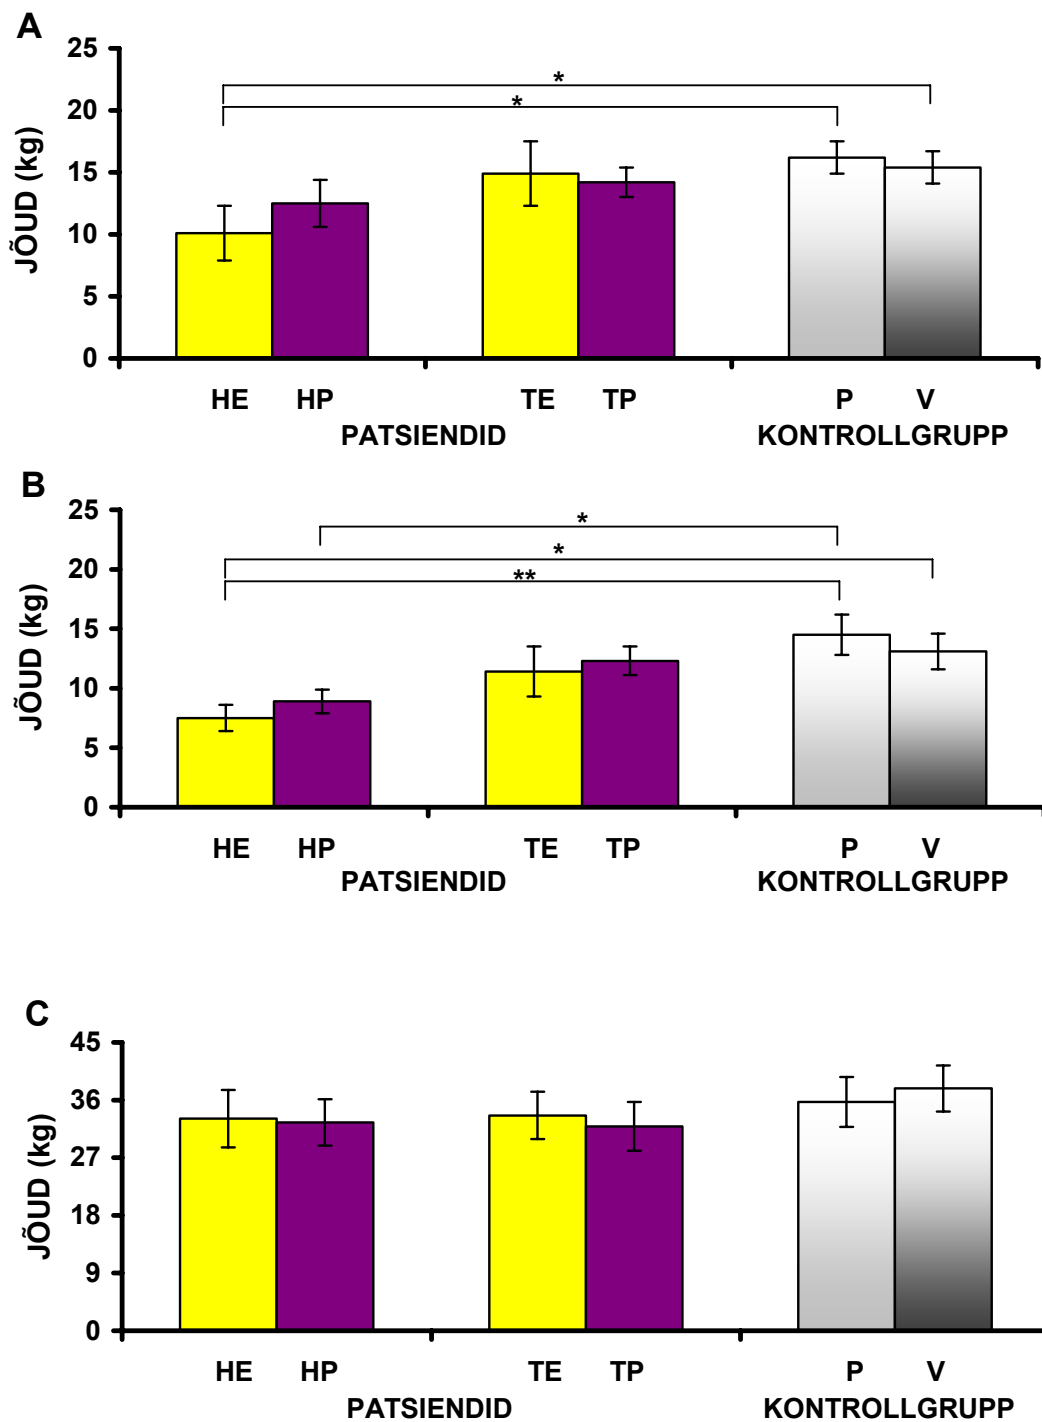 A
25
20
15
10
5
0
JÕUD (kg)
*
*
HE HP TE TP P V
PATSIENDID KONTROLLGRUPP
B
25
20
15
10
5
0
JÕUD (kg)
*
*
**
HE HP TE TP P V
PATSIENDID KONTROLLGRUPP
C
45
36
27
18
9
0
JÕUD (kg)
HE HP TE TP P V
PATSIENDID KONTROLLGRUPP